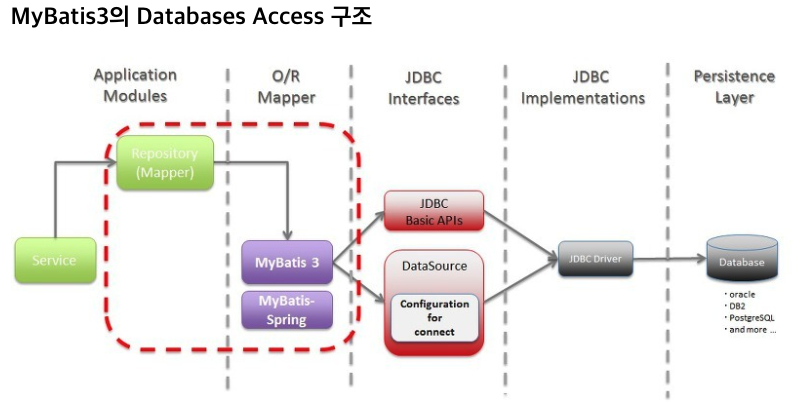 MyBatis3의 Databases Access 구조
Application
Modules
O/R
Mapper
JDBC
Interfaces
JDBC
Implementations
Persistence
Layer
Repository
(Mapper)
Service
MyBatis 3
MyBatis-
Spring
JDBC
Basic APIs
DataSource
Configuration
for
connect
JDBC Driver
Database
· oracle
· DB2
· PostgreSQL
· and more ...